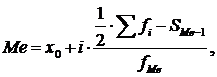 Me = x₀ + i · (1/2 · ∑ fᵢ − S_{Me−1}) / f_{Me},